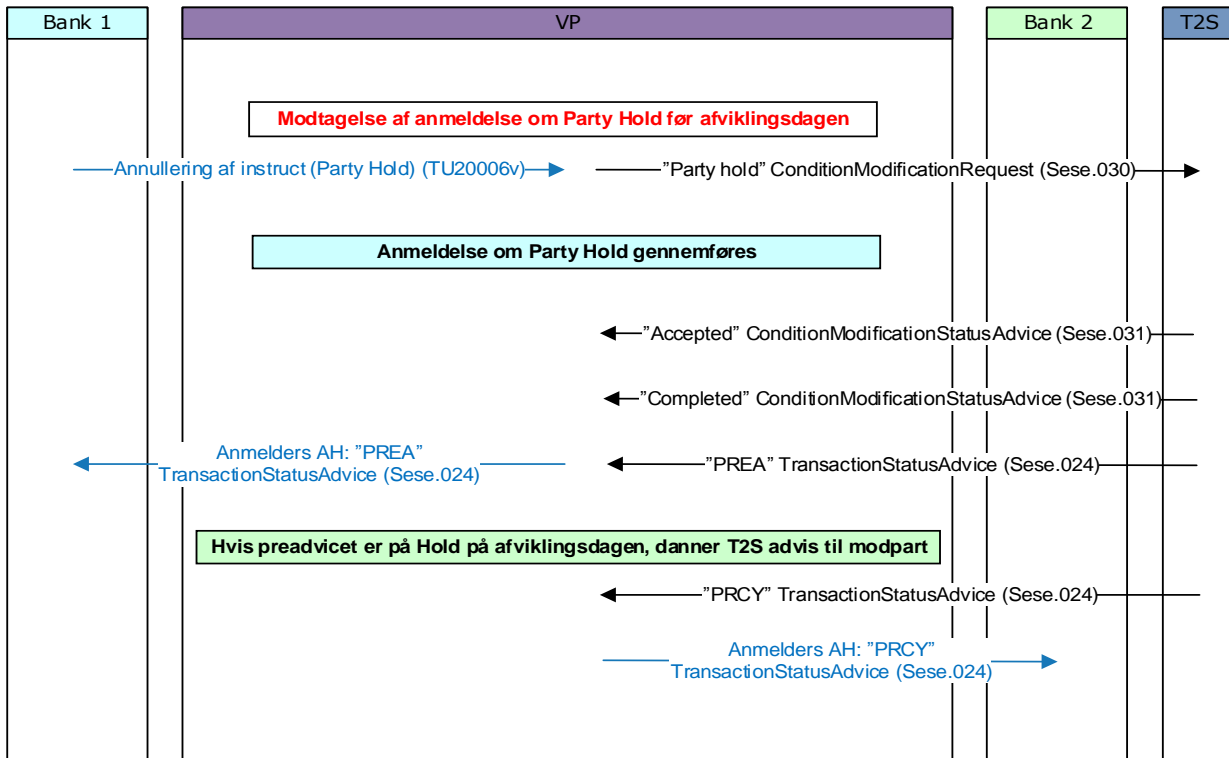 Bank 1
VP
Bank 2
T2S
Modtagelse af anmeldelse om Party Hold før afviklingsdagen
Annullering af instruct (Party Hold) (TU20006v)
”Party hold” ConditionModificationRequest (Sese.030)
Anmeldelse om Party Hold gennemføres
”Accepted” ConditionModificationStatusAdvice (Sese.031)
”Completed” ConditionModificationStatusAdvice (Sese.031)
Anmelders AH: ”PREA”
TransactionStatusAdvice (Sese.024)
”PREA” TransactionStatusAdvice (Sese.024)
Hvis preadvicet er på Hold på afviklingsdagen, danner T2S advis til modpart
”PRCY” TransactionStatusAdvice (Sese.024)
Anmelders AH: ”PRCY”
TransactionStatusAdvice (Sese.024)